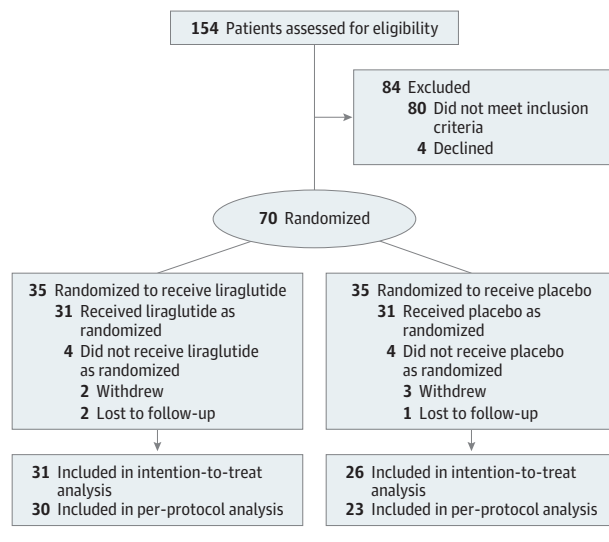 154 Patients assessed for eligibility
84 Excluded
80 Did not meet inclusion
criteria
4 Declined
70 Randomized
35 Randomized to receive liraglutide
31 Received liraglutide as
randomized
4 Did not receive liraglutide
as randomized
2 Withdrew
2 Lost to follow-up
35 Randomized to receive placebo
31 Received placebo as
randomized
4 Did not receive placebo
as randomized
3 Withdrew
1 Lost to follow-up
31 Included in intention-to-treat
analysis
30 Included in per-protocol analysis
26 Included in intention-to-treat
analysis
23 Included in per-protocol analysis